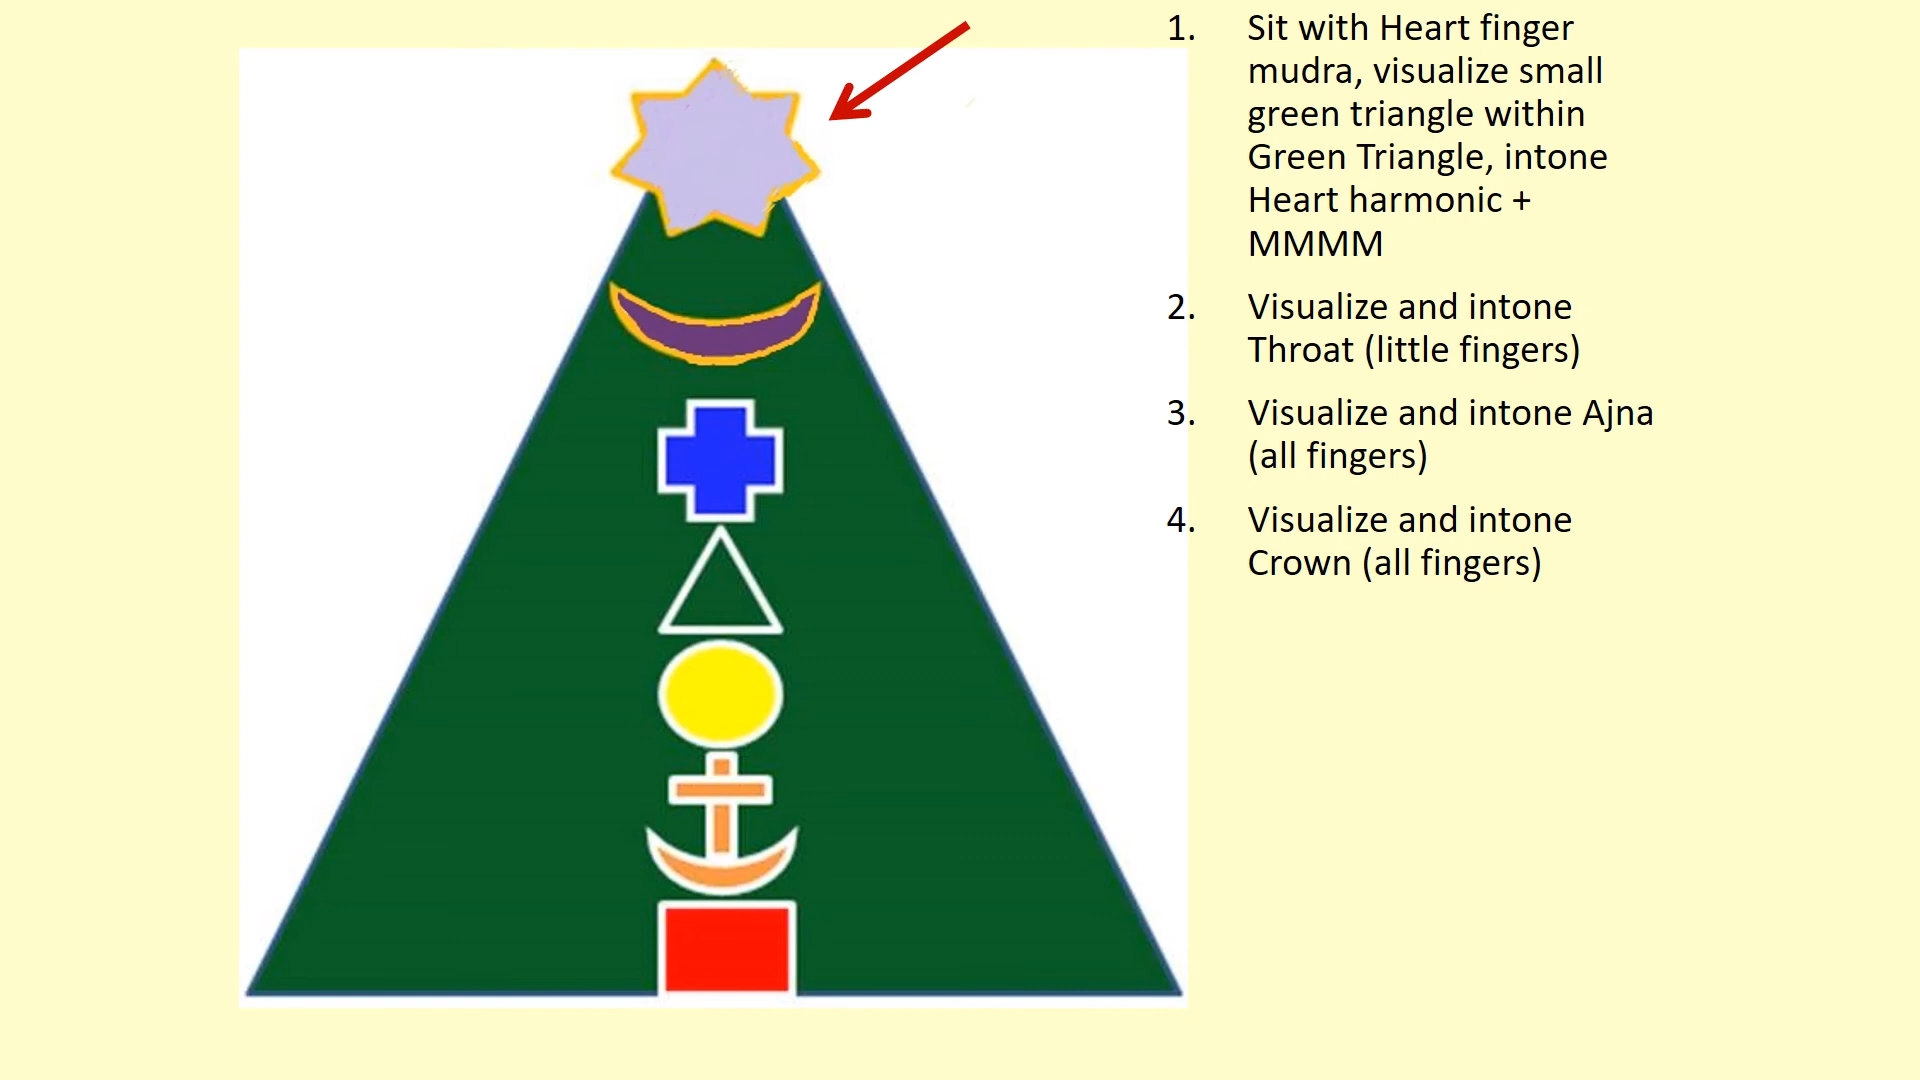 1. Sit with Heart finger
mudra, visualize small
green triangle within
Green Triangle, intone
Heart harmonic +
MMMM
2. Visualize and intone
Throat (little fingers)
3. Visualize and intone Ajna
(all fingers)
4. Visualize and intone
Crown (all fingers)